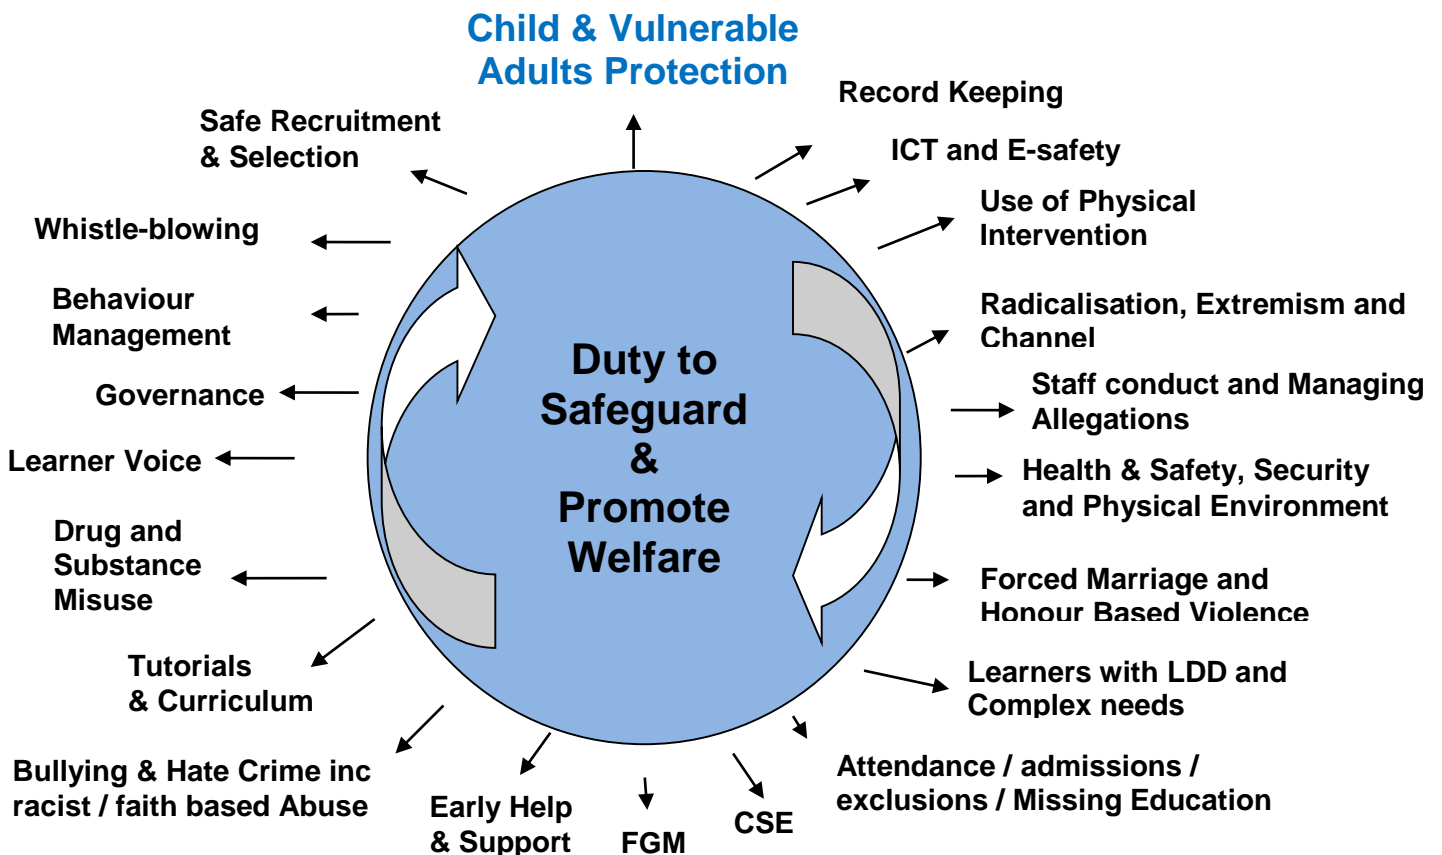 Child & Vulnerable
Adults Protection
Record Keeping
ICT and E-safety
Use of Physical
Intervention
Radicalisation, Extremism and
Channel
Staff conduct and Managing
Allegations
Health & Safety, Security
and Physical Environment
Forced Marriage and
Honour Based Violence
Learners with LDD and
Complex needs
Attendance / admissions /
exclusions / Missing Education
CSE
FGM
Early Help
& Support
Bullying & Hate Crime inc
racist / faith based Abuse
Tutorials
& Curriculum
Drug and
Substance
Misuse
Learner Voice
Governance
Behaviour
Management
Whistle-blowing
Safe Recruitment
& Selection
Duty to
Safeguard
&
Promote
Welfare